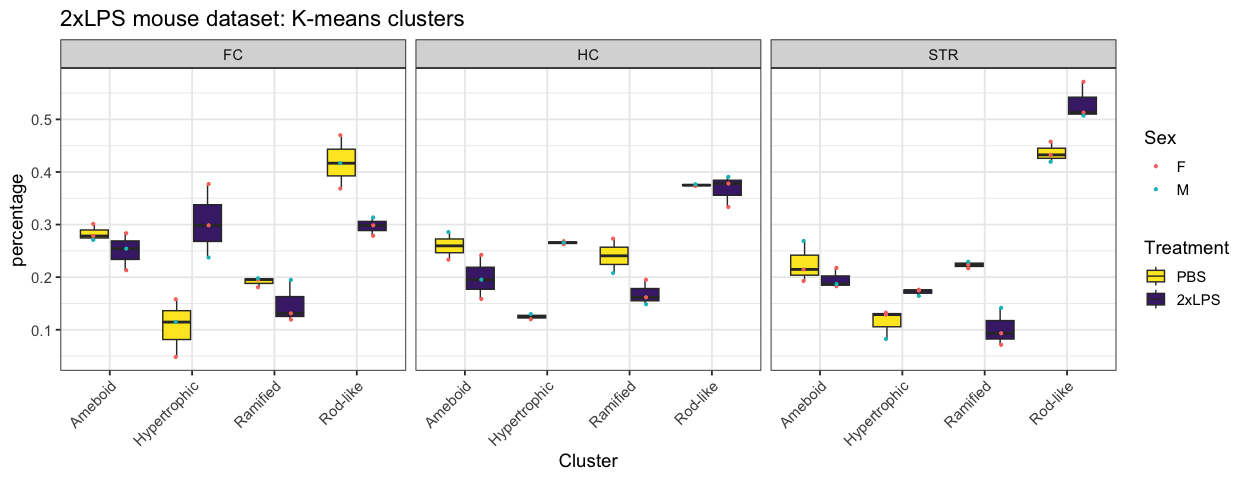 2xLPS mouse dataset: K-means clusters
FC
HC
STR
percentage
0.5
0.4
0.3
0.2
0.1
Ameboid
Hypertrophic
Ramified
Rod-like
Ameboid
Hypertrophic
Ramified
Rod-like
Ameboid
Hypertrophic
Ramified
Rod-like
Cluster
Sex
F
M
Treatment
PBS
2xLPS